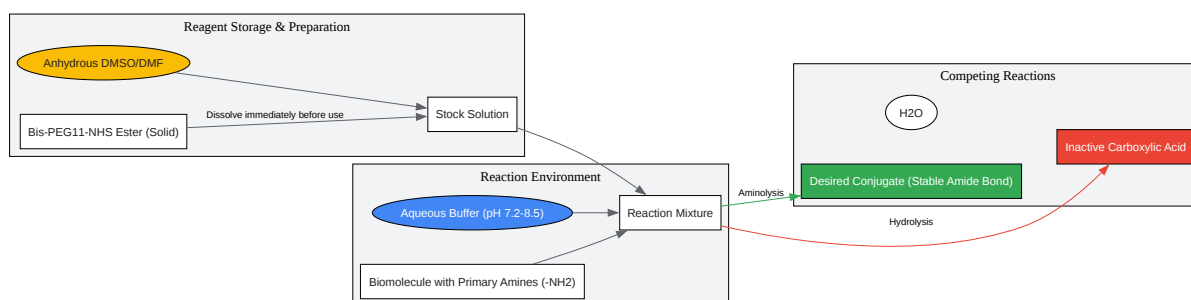 Reagent Storage & Preparation
Anhydrous DMSO/DMF
Dissolve immediately before use
Bis-PEG11-NHS Ester (Solid)
Stock Solution
Reaction Environment
Aqueous Buffer (pH 7.2-8.5)
Reaction Mixture
Biomolecule with Primary Amines (-NH2)
Competing Reactions
H2O
Inactive Carboxylic Acid
Desired Conjugate (Stable Amide Bond)
Aminolysis
Hydrolysis